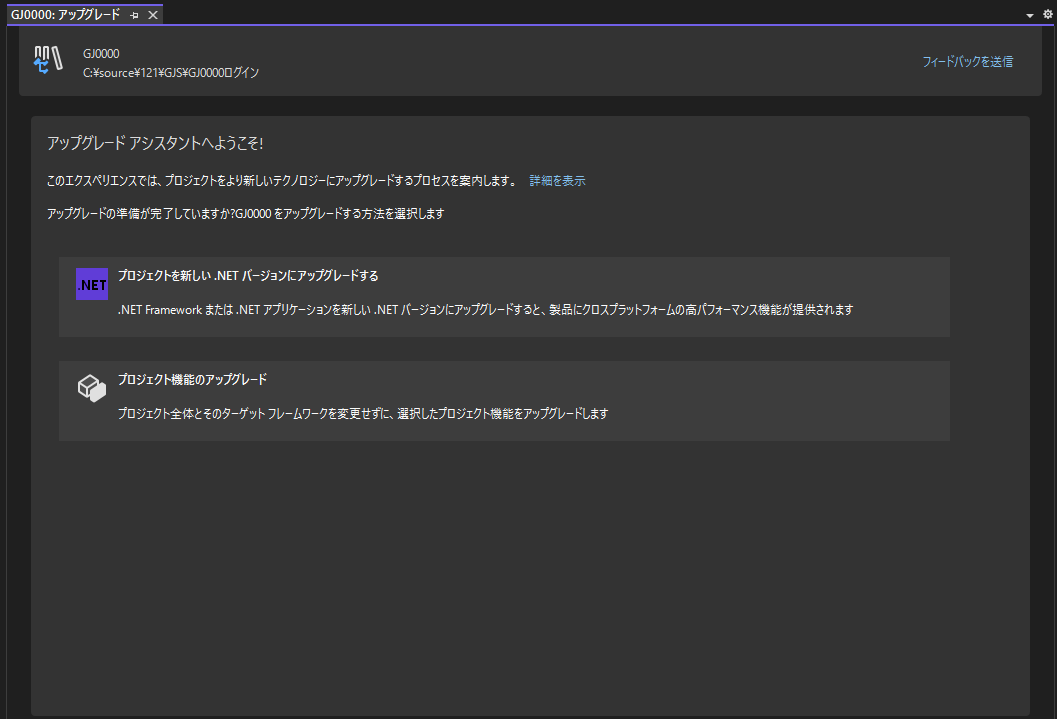 GJ0000: アップグレード
GJ0000
C:¥source¥121¥GJS¥GJ0000ログイン
フィードバックを送信
アップグレード アシスタントへようこそ!
このエクスペリエンスでは、プロジェクトをより新しいテクノロジーにアップグレードするプロセスを案内します。 詳細を表示
アップグレードの準備が完了していますか?GJ0000 をアップグレードする方法を選択します
.NET
プロジェクトを新しい .NET バージョンにアップグレードする
.NET Framework または .NET アプリケーションを新しい .NET バージョンにアップグレードすると、製品にクロスプラットフォームの高パフォーマンス機能が提供されます
プロジェクト機能のアップグレード
プロジェクト全体とそのターゲット フレームワークを変更せずに、選択したプロジェクト機能をアップグレードします